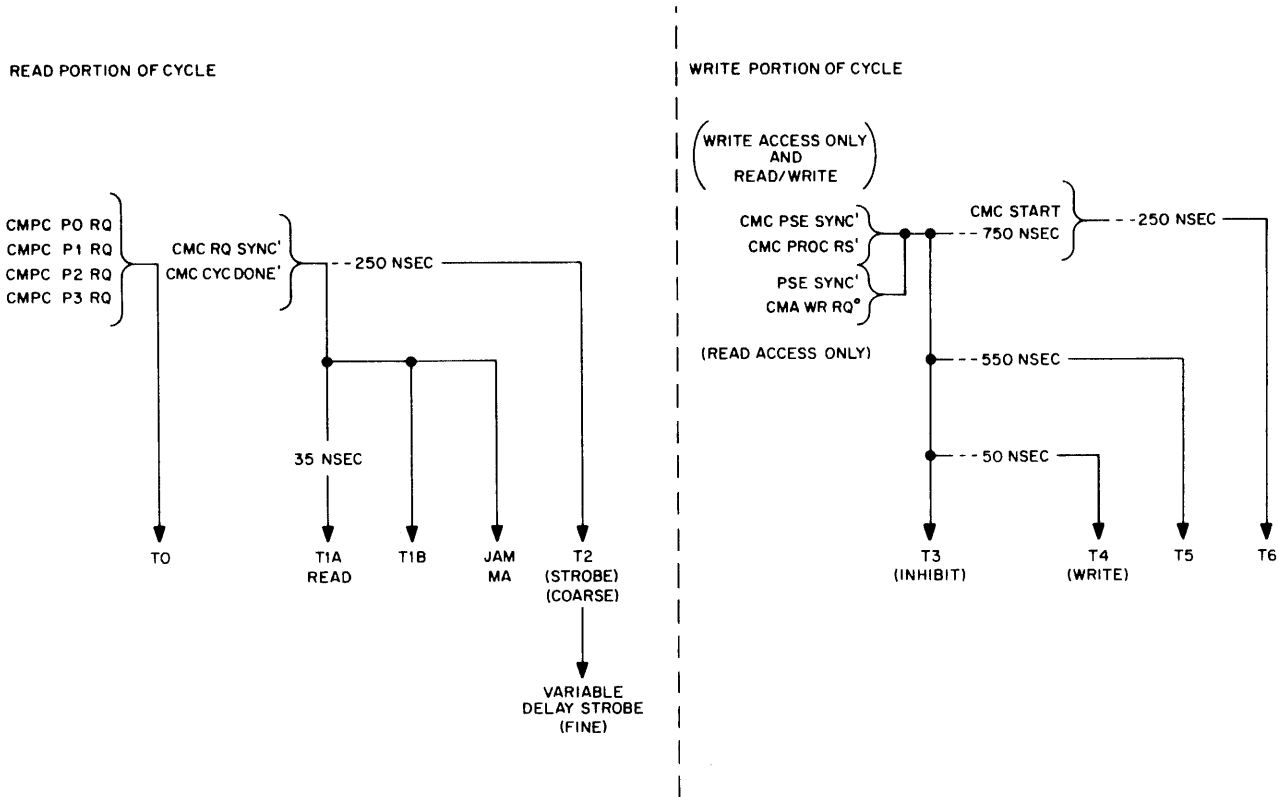 READ PORTION OF CYCLE
CMPC P0 RQ
CMPC P1 RQ
CMPC P2 RQ
CMPC P3 RQ
CMC RQ SYNC'
CMC CYC DONE'
250 NSEC
35 NSEC
T0
T1A
READ
T1B
JAM
MA
T2
(STROBE)
(COARSE)
VARIABLE
DELAY STROBE
(FINE)
WRITE PORTION OF CYCLE
(WRITE ACCESS ONLY
AND
READ/WRITE)
CMC PSE SYNC'
CMC PROC RS'
PSE SYNC'
CMA WR RQ°
(READ ACCESS ONLY)
CMC START
750 NSEC
250 NSEC
550 NSEC
50 NSEC
T3
(INHIBIT)
T4
(WRITE)
T5
T6